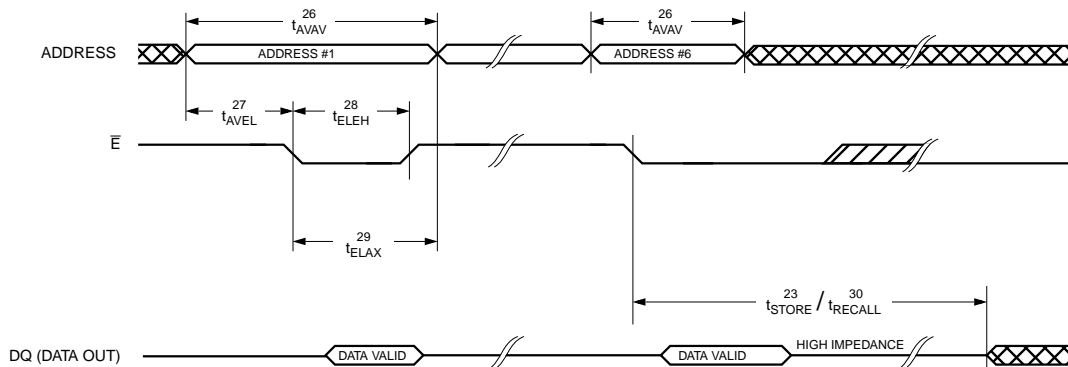 26 26
tAVAV tAVAV
ADDRESS ADDRESS #1 ADDRESS #6
27 28
tAVEL tELEH
E
29
tELAX
23 30
tSTORE / tRECALL
DQ (DATA OUT) DATA VALID DATA VALID HIGH IMPEDANCE